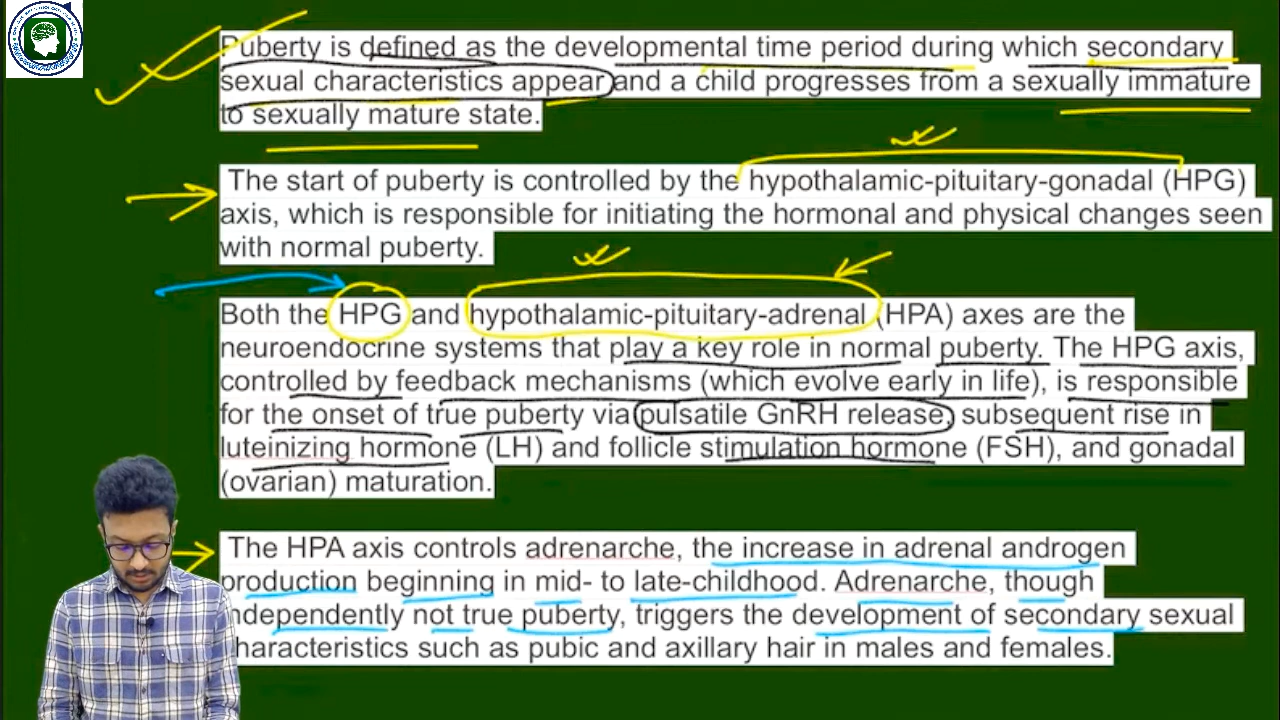 Puberty is defined as the developmental time period during which secondary
sexual characteristics appear and a child progresses from a sexually immature
to sexually mature state.
The start of puberty is controlled by the hypothalamic-pituitary-gonadal (HPG)
axis, which is responsible for initiating the hormonal and physical changes seen
with normal puberty.
Both the HPG and hypothalamic-pituitary-adrenal (HPA) axes are the
neuroendocrine systems that play a key role in normal puberty. The HPG axis,
controlled by feedback mechanisms (which evolve early in life), is responsible
for the onset of true puberty via pulsatile GnRH release, subsequent rise in
luteinizing hormone (LH) and follicle stimulation hormone (FSH), and gonadal
(ovarian) maturation.
The HPA axis controls adrenarche, the increase in adrenal androgen
production beginning in mid- to late-childhood. Adrenarche, though
ndependently not true puberty, triggers the development of secondary sexual
haracteristics such as pubic and axillary hair in males and females.